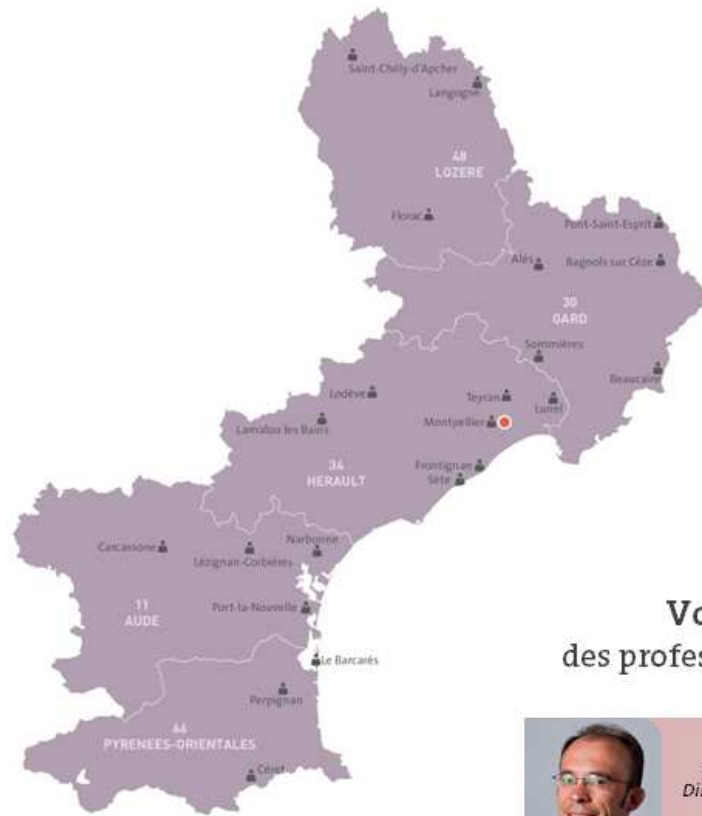 Saint-Chély-d'Apcher
Langogne
48
LOZERE
Florac
Pont-Saint-Esprit
Alès
Bagnols sur Cèze
30
GARD
Sommières
Beaucaire
Lodève
Teyran
Lunel
Lamalou les Bains
Montpellier
34
HERAULT
Frontignan
Sète
Carcassone
Narbonne
Lézignan-Corbières
11
AUDE
Port-la-Nouvelle
Vo
des profes
Le Barcarès
Perpignan
66
PYRENEES-ORIENTALES
Céret
Di